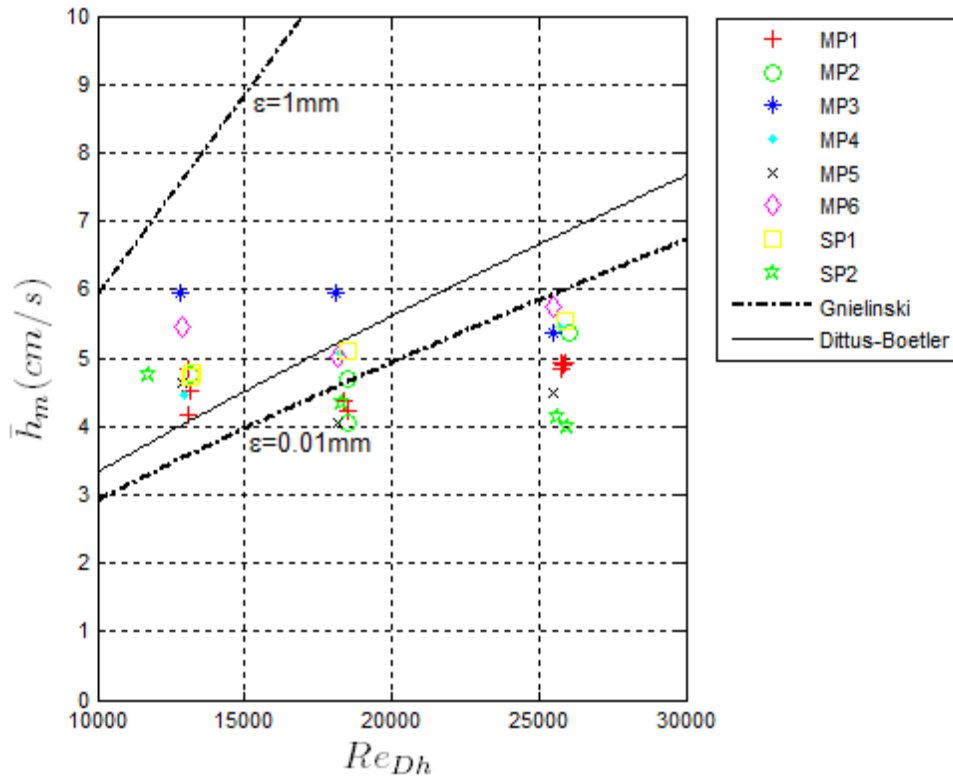 10
9
8
7
6
5
4
3
2
1
0
h̄m(cm/s)
10000 15000 20000 25000 30000
ReDh
ε=1mm
ε=0.01mm
MP1
MP2
MP3
MP4
MP5
MP6
SP1
SP2
Gnielinski
Dittus-Boetler